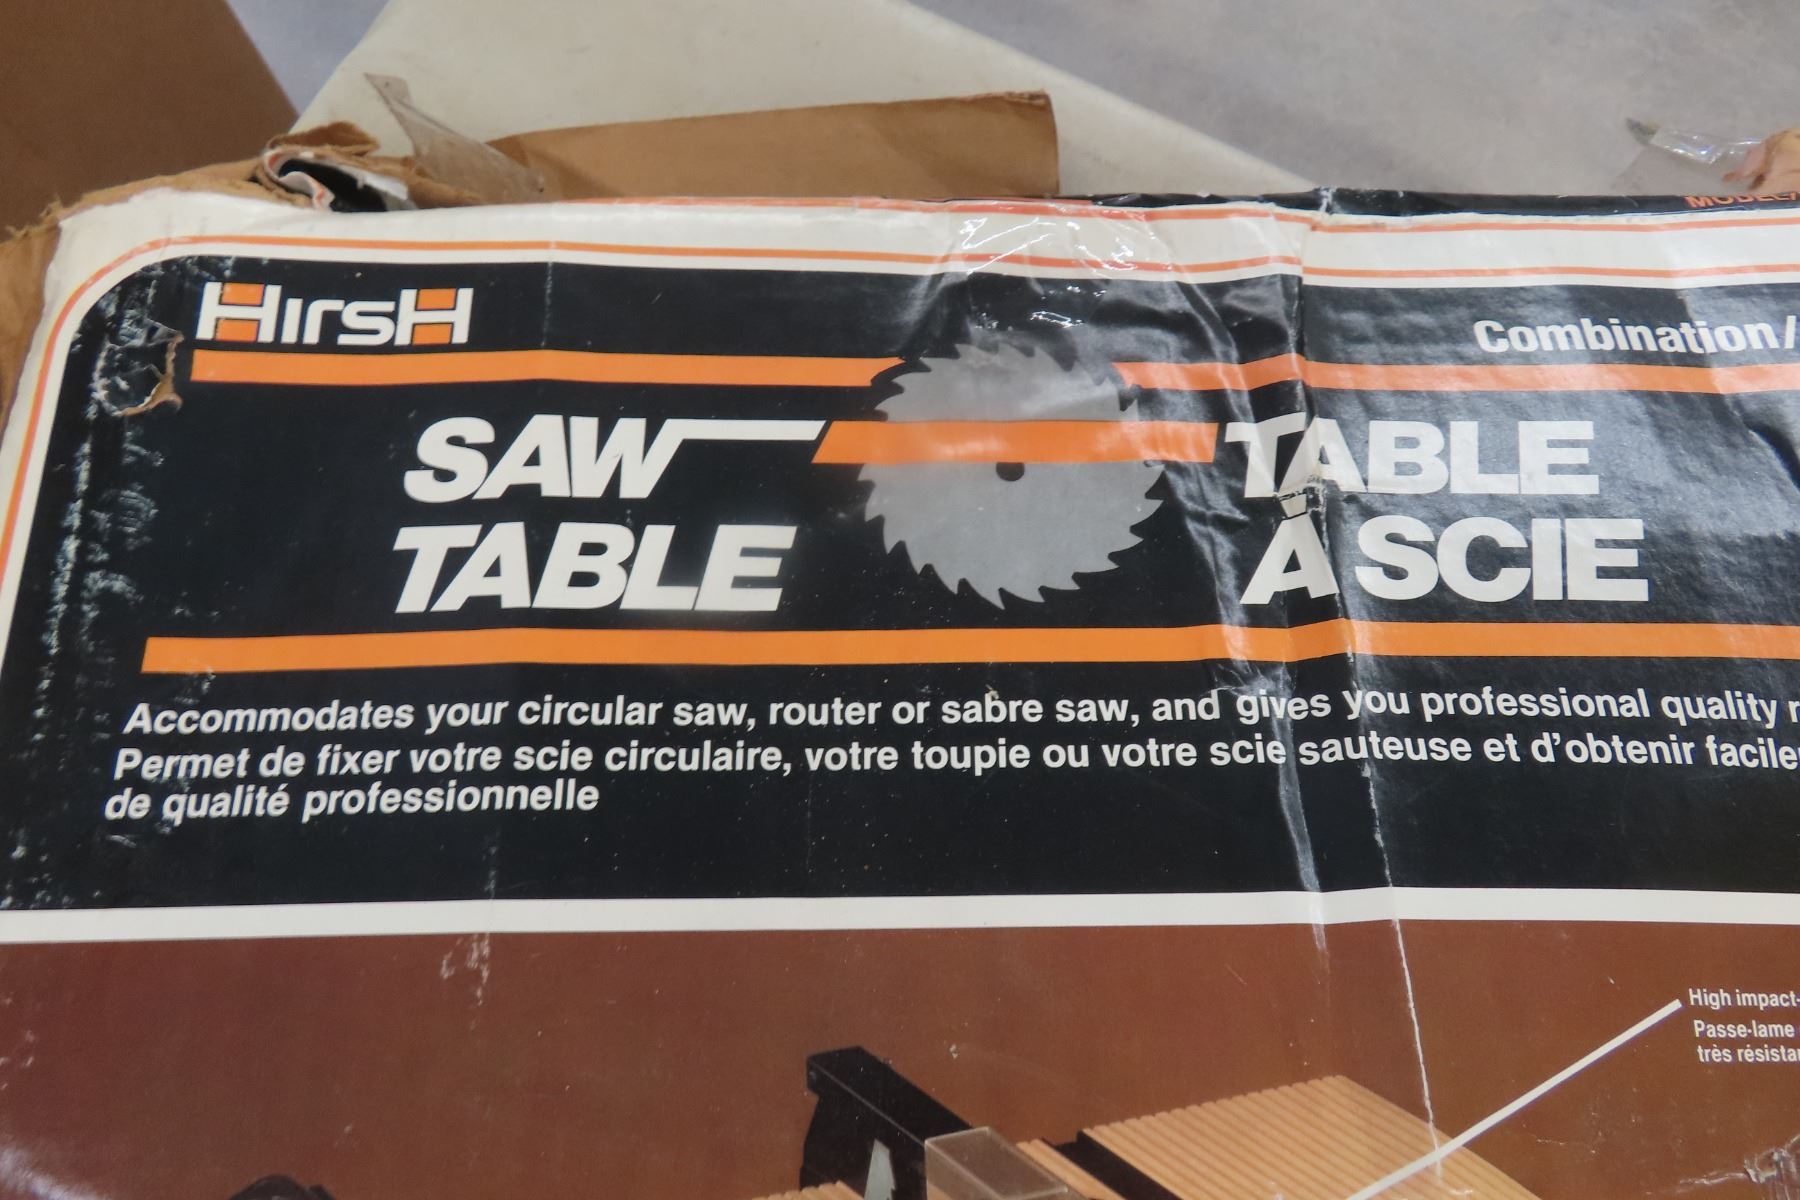 HIrsH
Combination/
SAW
TABLE
TABLE
À SCIE
Accommodates your circular saw, router or sabre saw, and gives you professional quality
Permet de fixer votre scie circulaire, votre toupie ou votre scie sauteuse et d'obtenir
de qualité professionnelle
High impact-
Passe-lame
très